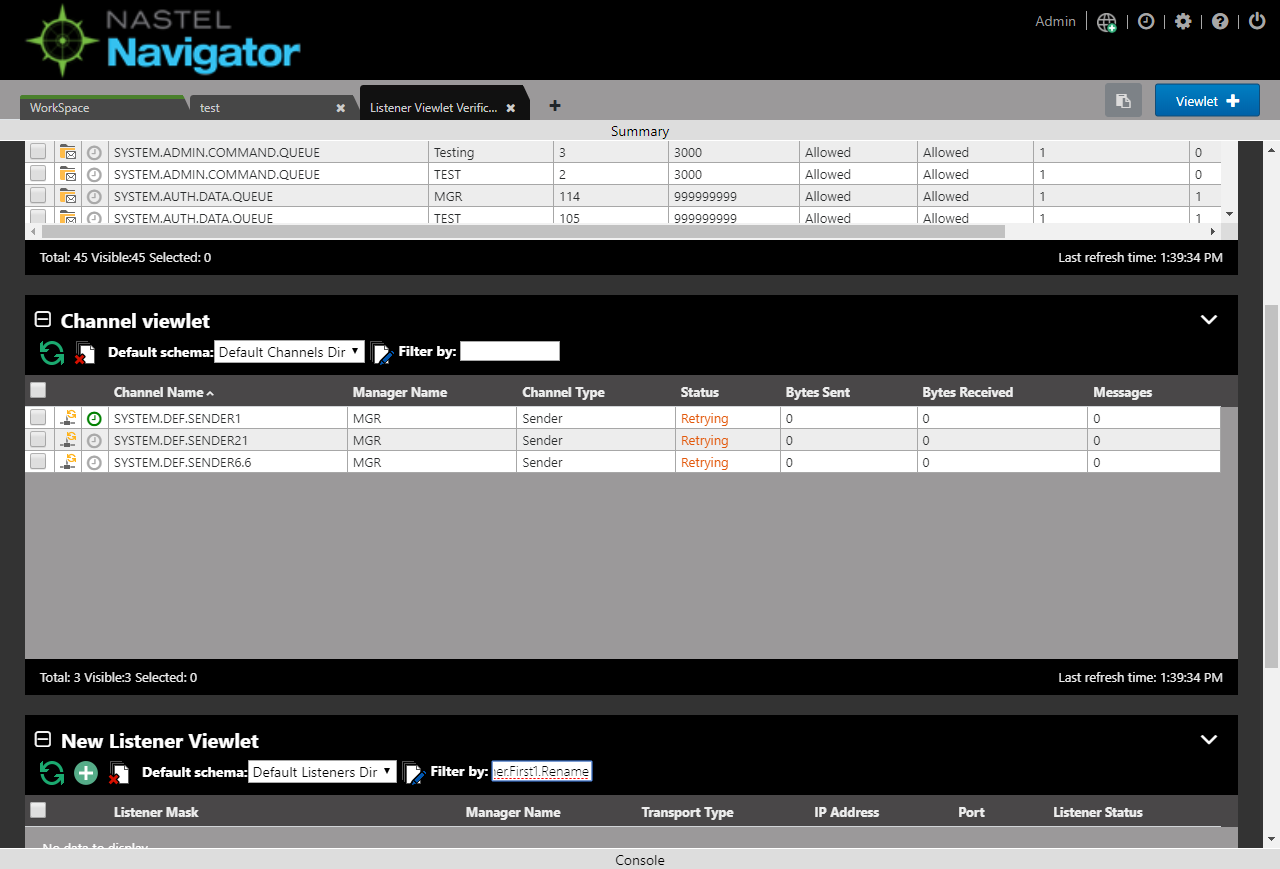 NASTEL
Navigator
Admin
WorkSpace
test
Listener Viewlet Verific...
Viewlet
Summary
SYSTEM.ADMIN.COMMAND.QUEUE Testing 3 3000 Allowed Allowed 1 0
SYSTEM.ADMIN.COMMAND.QUEUE TEST 2 3000 Allowed Allowed 1 0
SYSTEM.AUTH.DATA.QUEUE MGR 114 999999999 Allowed Allowed 1 1
SYSTEM.AUTH.DATA.QUEUE TEST 105 999999999 Allowed Allowed 1 1
Total: 45 Visible:45 Selected: 0 Last refresh time: 1:39:34 PM
Channel viewlet
Default schema: Default Channels Dir Filter by:
Channel Name Manager Name Channel Type Status Bytes Sent Bytes Received Messages
SYSTEM.DEF.SENDER1 MGR Sender Retrying 0 0 0
SYSTEM.DEF.SENDER21 MGR Sender Retrying 0 0 0
SYSTEM.DEF.SENDER6.6 MGR Sender Retrying 0 0 0
Total: 3 Visible:3 Selected: 0 Last refresh time: 1:39:34 PM
New Listener Viewlet
Default schema: Default Listeners Dir Filter by: er.First1.Rename
Listener Mask Manager Name Transport Type IP Address Port Listener Status
No data to display
Console